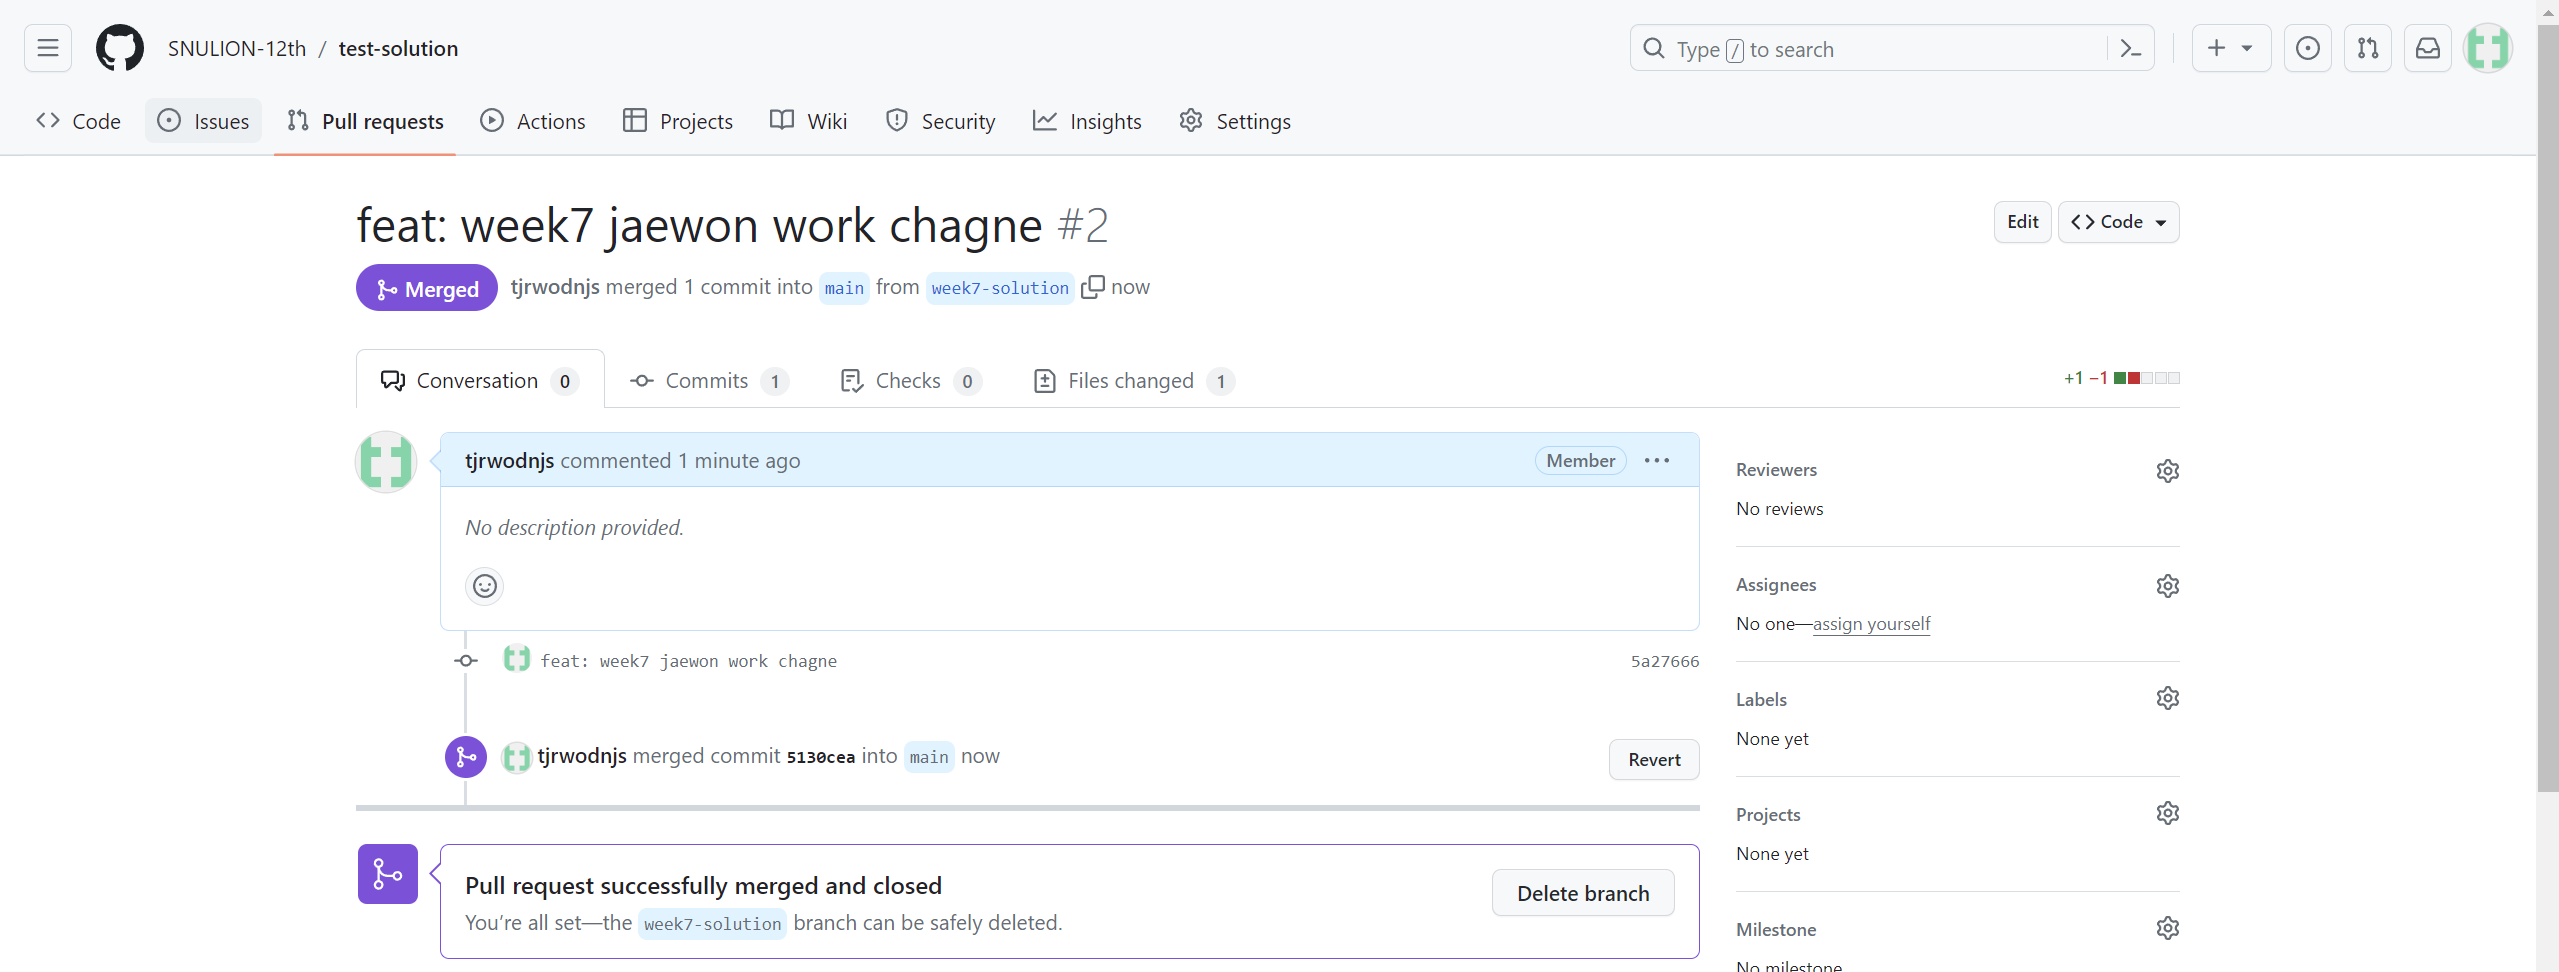 SNULION-12th / test-solution
Type / to search
Code Issues Pull requests Actions Projects Wiki Security Insights Settings
feat: week7 jaewon work chagne #2
Edit
Code
Merged
tjrwodnjs merged 1 commit into main from week7-solution now
Conversation 0
Commits 1
Checks 0
Files changed 1
+1 −1
tjrwodnjs commented 1 minute ago
Member
No description provided.
feat: week7 jaewon work chagne 5a27666
tjrwodnjs merged commit 5130cea into main now
Revert
Pull request successfully merged and closed
You’re all set—the week7-solution branch can be safely deleted.
Delete branch
Reviewers
No reviews
Assignees
No one—assign yourself
Labels
None yet
Projects
None yet
Milestone
No milestone